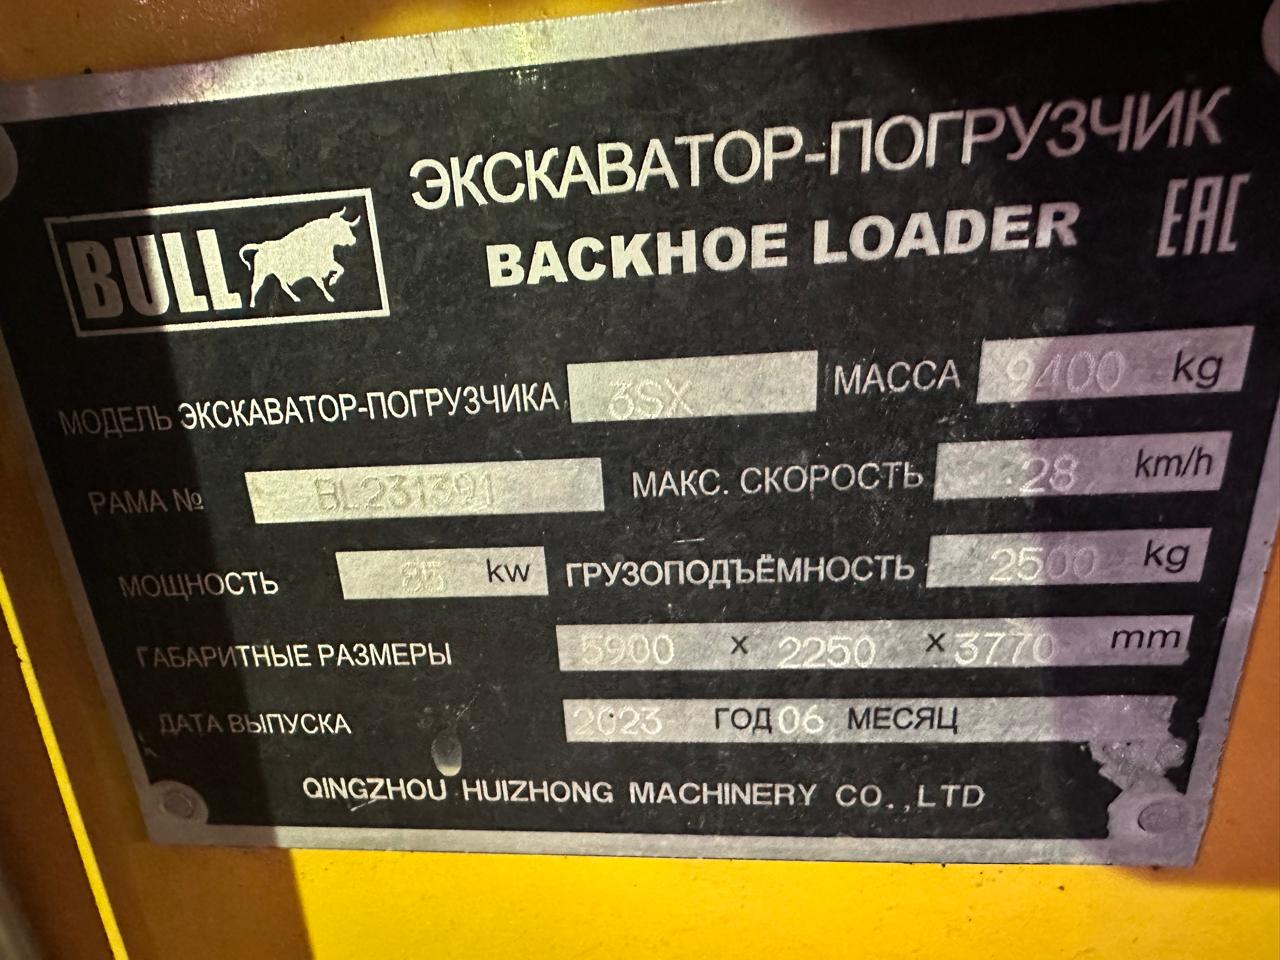 ЭКСКАВАТОР-ПОГРУЗЧИК
BULL BACKHOE LOADER EAC
МОДЕЛЬ ЭКСКАВАТОР-ПОГРУЗЧИКА 3SX МАССА 9400 kg
РАМА № BL231391 МАКС. СКОРОСТЬ 28 km/h
МОЩНОСТЬ 85 kw ГРУЗОПОДЪЁМНОСТЬ 2500 kg
ГАБАРИТНЫЕ РАЗМЕРЫ 5900 x 2250 x 3770 mm
ДАТА ВЫПУСКА 2023 ГОД 06 МЕСЯЦ
QINGZHOU HUIZHONG MACHINERY CO.,LTD